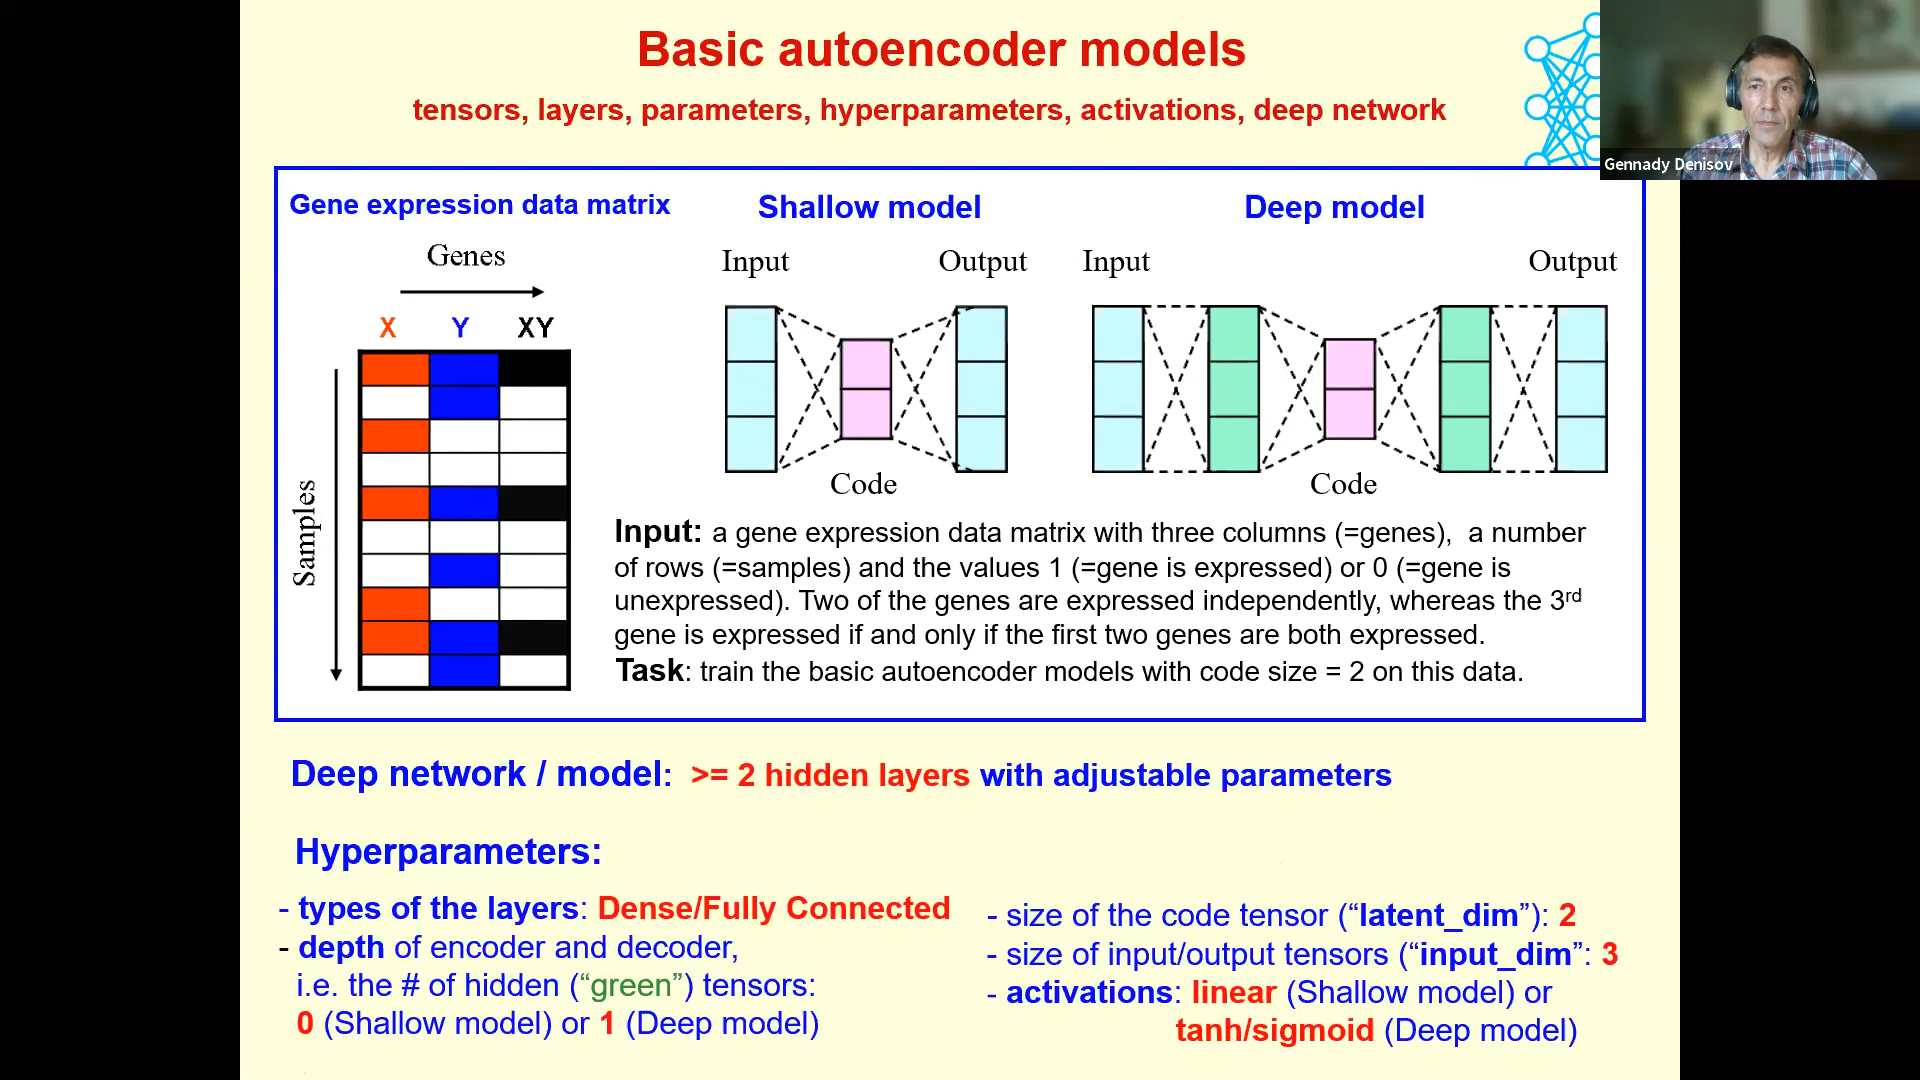 Basic autoencoder models
tensors, layers, parameters, hyperparameters, activations, deep network
Gennady Denisov
Gene expression data matrix
Genes
X Y XY
Samples
Shallow model
Input Output
Code
Deep model
Input Output
Code
Input: a gene expression data matrix with three columns (=genes), a number
of rows (=samples) and the values 1 (=gene is expressed) or 0 (=gene is
unexpressed). Two of the genes are expressed independently, whereas the 3rd
gene is expressed if and only if the first two genes are both expressed.
Task: train the basic autoencoder models with code size = 2 on this data.
Deep network / model: >= 2 hidden layers with adjustable parameters
Hyperparameters:
- types of the layers: Dense/Fully Connected
- depth of encoder and decoder,
i.e. the # of hidden (“green”) tensors:
0 (Shallow model) or 1 (Deep model)
- size of the code tensor (“latent_dim”): 2
- size of input/output tensors (“input_dim”: 3
- activations: linear (Shallow model) or
tanh/sigmoid (Deep model)